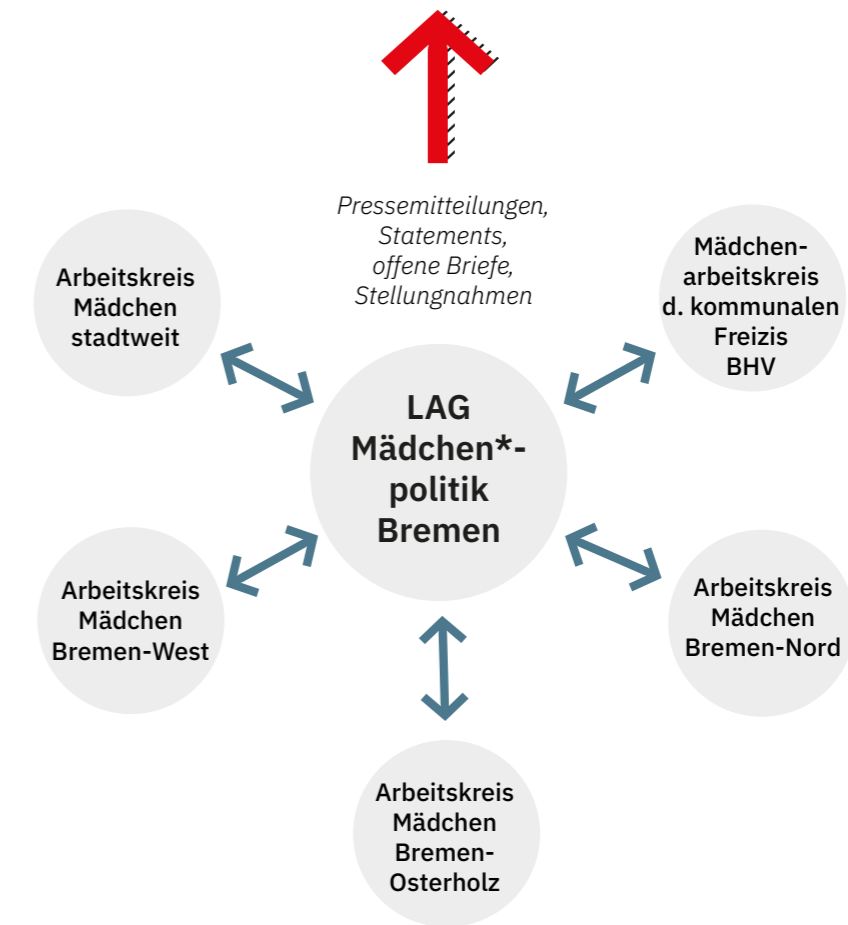 Pressemitteilungen,
Statements,
offene Briefe,
Stellungnahmen
Arbeitskreis
Mädchen
stadtweit
Mädchen-
arbeitskreis
d. kommunalen
Freizis
BHV
LAG
Mädchen*-
politik
Bremen
Arbeitskreis
Mädchen
Bremen-West
Arbeitskreis
Mädchen
Bremen-Nord
Arbeitskreis
Mädchen
Bremen-
Osterholz